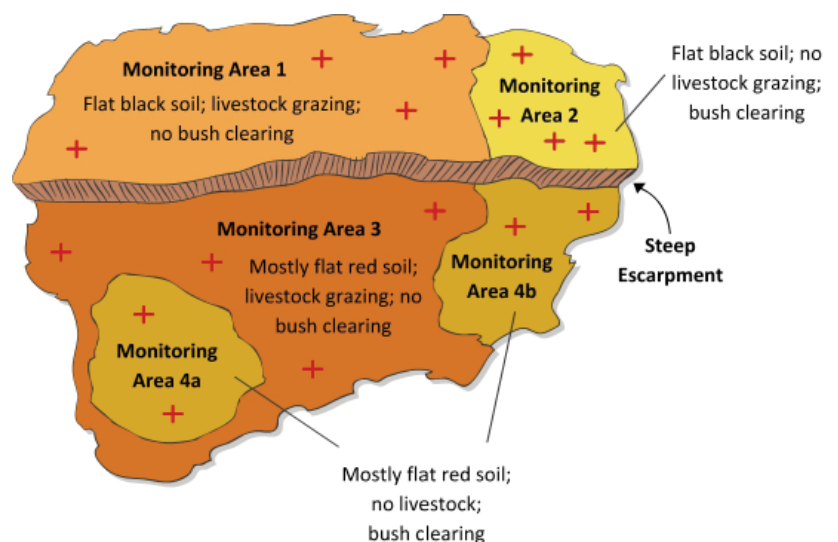 Monitoring Area 1
Flat black soil; livestock grazing;
no bush clearing
Monitoring
Area 2
Flat black soil; no
livestock grazing;
bush clearing
Steep
Escarpment
Monitoring Area 3
Mostly flat red soil;
livestock grazing; no
bush clearing
Monitoring
Area 4b
Monitoring
Area 4a
Mostly flat red soil;
no livestock;
bush clearing